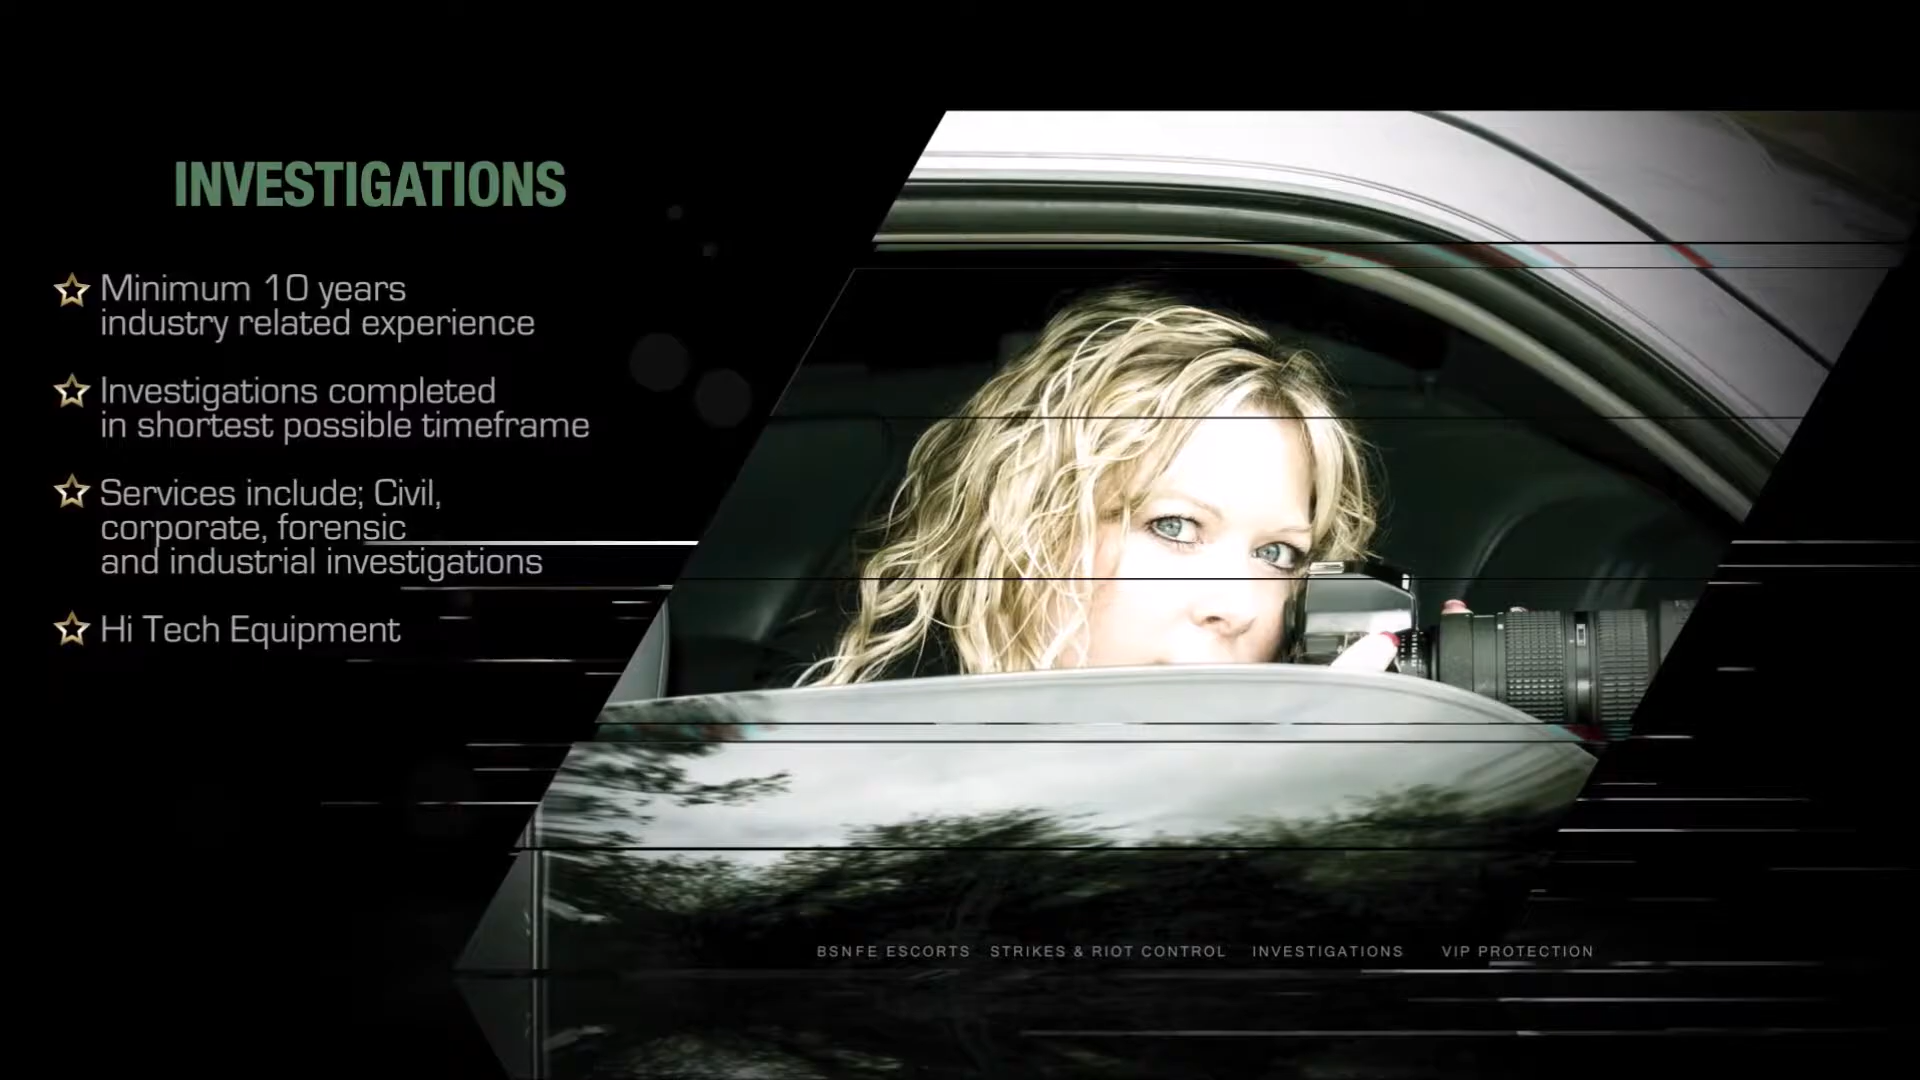 INVESTIGATIONS
Minimum 10 years
industry related experience
Investigations completed
in shortest possible timeframe
Services include; Civil,
corporate, forensic
and industrial investigations
Hi Tech Equipment
BSNFE ESCORTS STRIKES & RIOT CONTROL INVESTIGATIONS VIP PROTECTION